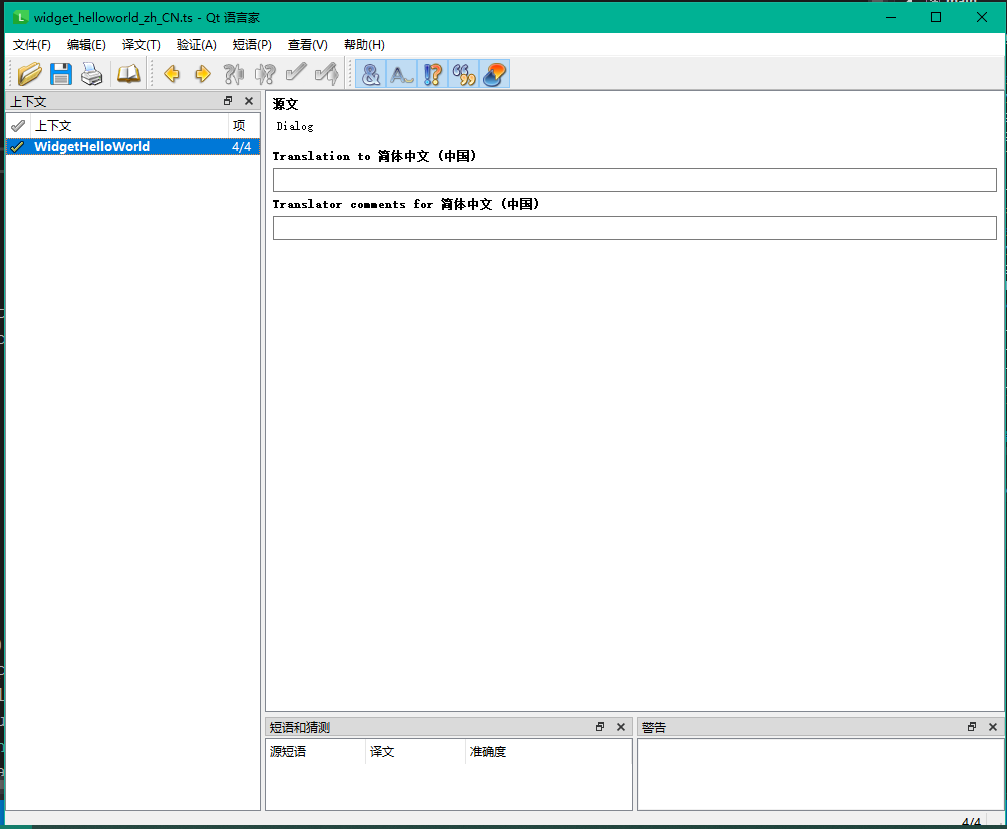 widget_helloworld_zh_CN.ts - Qt 语言家
文件(F) 编辑(E) 译文(T) 验证(A) 短语(P) 查看(V) 帮助(H)
上下文
上下文 项
WidgetHelloWorld 4/4
源文
Dialog
Translation to 简体中文 (中国)
Translator comments for 简体中文 (中国)
短语和猜测
源短语 译文 准确度
警告
4/4